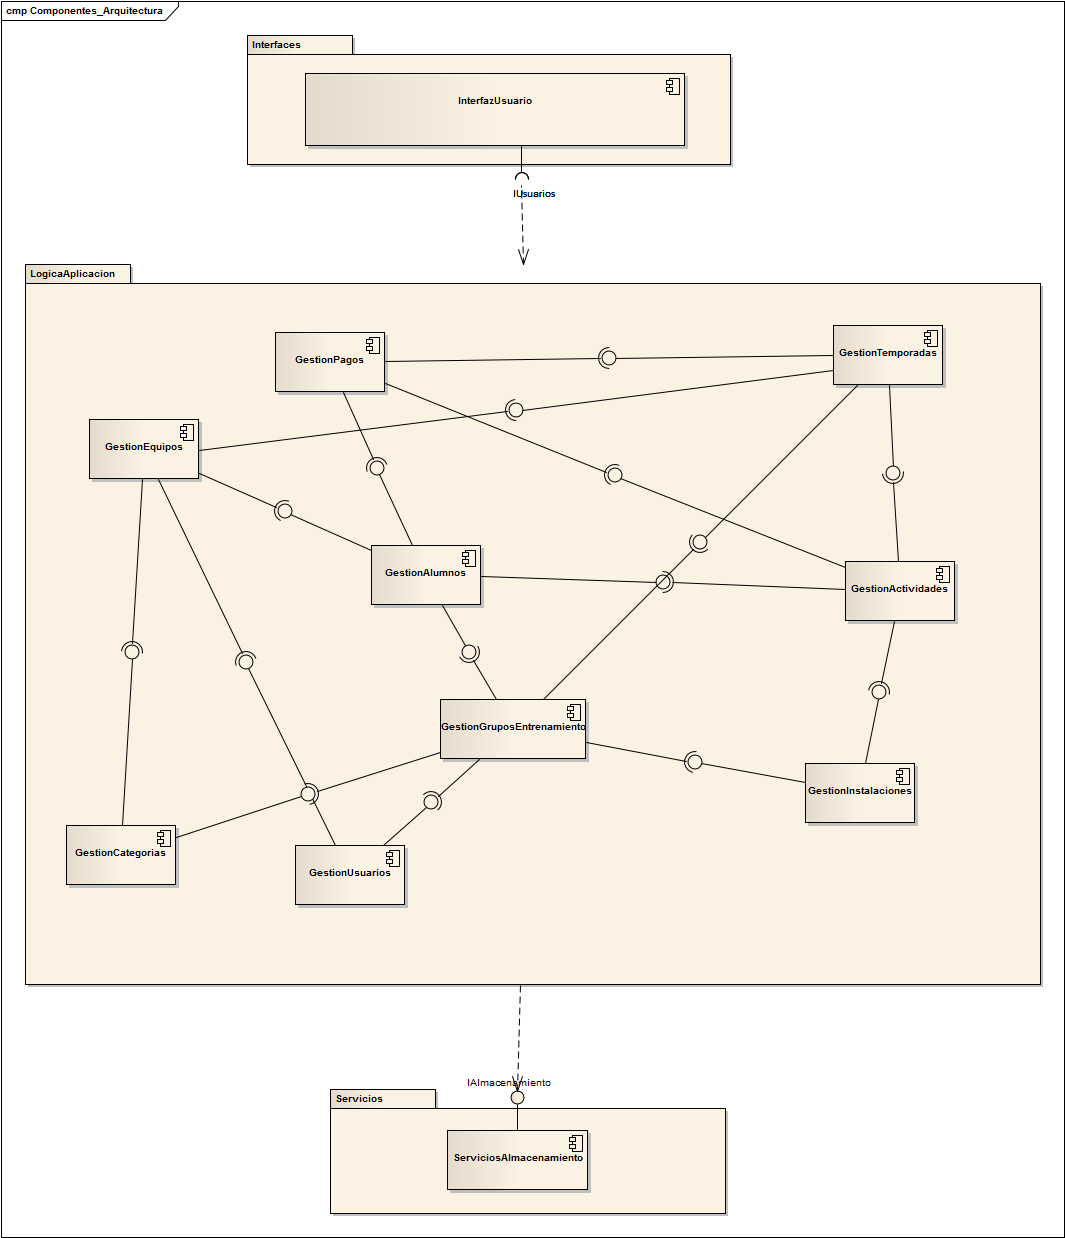 cmp Componentes_Arquitectura
Interfaces
InterfazUsuario
IUsuarios
LogicaAplicacion
GestionPagos
GestionTemporadas
GestionEquipos
GestionAlumnos
GestionActividades
GestionGruposEntrenamiento
GestionInstalaciones
GestionCategorias
GestionUsuarios
IAlmacenamiento
Servicios
ServiciosAlmacenamiento